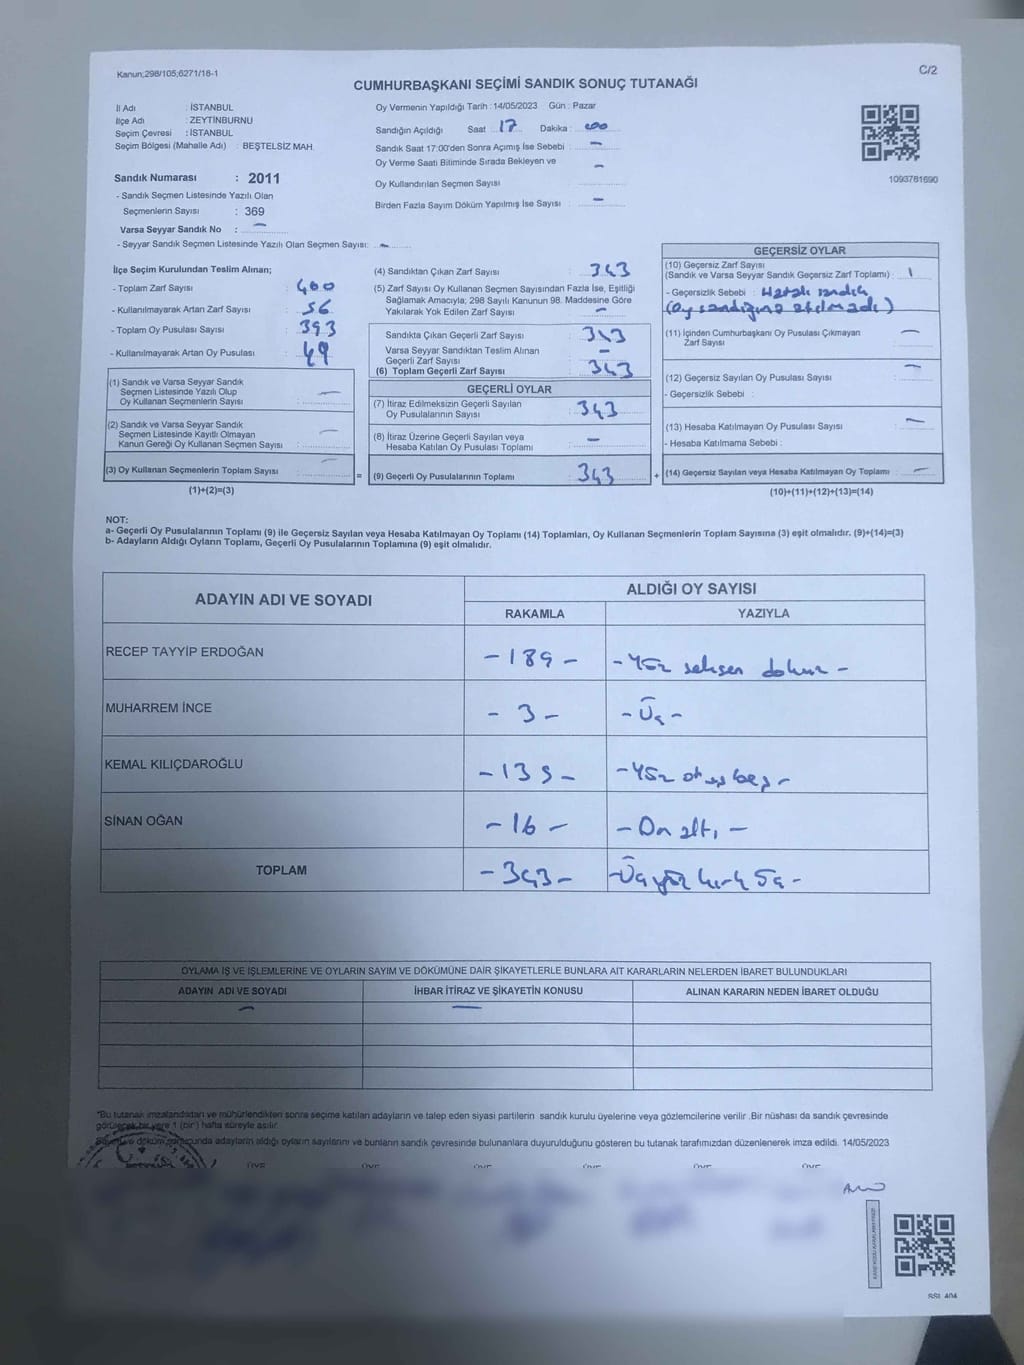 Kanun;298/105;6271/16-1
C/2
CUMHURBAŞKANI SEÇİMİ SANDIK SONUÇ TUTANAĞI
İl Adı : İSTANBUL
İlçe Adı : ZEYTİNBURNU
Seçim Çevresi : İSTANBUL
Seçim Bölgesi (Mahalle Adı) : BEŞTELSİZ MAH.
Sandık Numarası : 2011
- Sandık Seçmen Listesinde Yazılı Olan
Seçmenlerin Sayısı : 369
Varsa Seyyar Sandık No : -
- Seyyar Sandık Seçmen Listesinde Yazılı Olan Seçmen Sayısı: -
Oy Vermenin Yapıldığı Tarih : 14/05/2023 Gün : Pazar
Sandığın Açıldığı Saat : 17 Dakika : 00
Sandık Saat 17:00'den Sonra Açımış İse Sebebi : -
Oy Verme Saati Bitiminde Sırada Bekleyen ve
Oy Kullandırılan Seçmen Sayısı -
Birden Fazla Sayım Döküm Yapılmış İse Sayısı : -
1093781690
İlçe Seçim Kurulundan Teslim Alınan;
- Toplam Zarf Sayısı : 400
- Kullanılmayarak Artan Zarf Sayısı : 56
- Toplam Oy Pusulası Sayısı : 393
- Kullanılmayarak Artan Oy Pusulası : 49
(1) Sandık ve Varsa Seyyar Sandık
Seçmen Listesinde Yazılı Olup
Oy Kullanan Seçmenlerin Sayısı : -
(2) Sandık ve Varsa Seyyar Sandık
Seçmen Listesinde Kayıtlı Olmayan
Kanun Gereği Oy Kullanan Seçmen Sayısı : -
(3) Oy Kullanan Seçmenlerin Toplam Sayısı : -
(1)+(2)=(3)
(4) Sandıktan Çıkan Zarf Sayısı : 343
(5) Zarf Sayısı Oy Kullanan Seçmen Sayısından Fazla İse, Eşitliği
Sağlamak Amacıyla; 298 Sayılı Kanunun 98. Maddesine Göre
Yakılarak Yok Edilen Zarf Sayısı : -
Sandıkta Çıkan Geçerli Zarf Sayısı : 343
Varsa Seyyar Sandıktan Teslim Alınan
Geçerli Zarf Sayısı : -
(6) Toplam Geçerli Zarf Sayısı : 343
GEÇERLİ OYLAR
(7) İtiraz Edilmeksizin Geçerli Sayılan
Oy Pusulalarının Sayısı : 343
(8) İtiraz Üzerine Geçerli Sayılan veya
Hesaba Katılan Oy Pusulası Toplamı : -
= (9) Geçerli Oy Pusulalarının Toplamı : 343 +
GEÇERSİZ OYLAR
(10) Geçersiz Zarf Sayısı
(Sandık ve Varsa Seyyar Sandık Geçersiz Zarf Toplamı) : 1
- Geçersizlik Sebebi : Hatalı sandık
(oy sandığına atılmadı)
(11) İçinden Cumhurbaşkanı Oy Pusulası Çıkmayan
Zarf Sayısı -
(12) Geçersiz Sayılan Oy Pusulası Sayısı : -
- Geçersizlik Sebebi :
(13) Hesaba Katılmayan Oy Pusulası Sayısı : -
- Hesaba Katılmama Sebebi :
(14) Geçersiz Sayılan veya Hesaba Katılmayan Oy Toplamı : -
(10)+(11)+(12)+(13)=(14)
NOT:
a- Geçerli Oy Pusulalarının Toplamı (9) ile Geçersiz Sayılan veya Hesaba Katılmayan Oy Toplamı (14) Toplamları, Oy Kullanan Seçmenlerin Toplam Sayısına (3) eşit olmalıdır. (9)+(14)=(3)
b- Adayların Aldığı Oyların Toplamı, Geçerli Oy Pusulalarının Toplamına (9) eşit olmalıdır.
ADAYIN ADI VE SOYADI
ALDIĞI OY SAYISI
RAKAMLA YAZIYLA
RECEP TAYYİP ERDOĞAN -189- -Yüz seksen dokuz-
MUHARREM İNCE -3- -Üç-
KEMAL KILIÇDAROĞLU -135- -Yüz otuz beş-
SİNAN OĞAN -16- -On altı-
TOPLAM -343- -Üç yüz kırk üç-
OYLAMA İŞ VE İŞLEMLERİNE VE OYLARIN SAYIM VE DÖKÜMÜNE DAİR ŞİKAYETLERLE BUNLARA AİT KARARLARIN NELERDEN İBARET BULUNDUKLARI
ADAYIN ADI VE SOYADI İHBAR İTİRAZ VE ŞİKAYETİN KONUSU ALINAN KARARIN NEDEN İBARET OLDUĞU
- -
*Bu tutanak imzalandıktan ve mühürlendikten sonra seçime katılan adayların ve talep eden siyasi partilerin sandık kurulu üyelerine veya gözlemcilerine verilir .Bir nüshası da sandık çevresinde
görülecek bir yere 1 (bir) hafta süreyle asılır.
döküm sonucunda adayların aldığı oyların sayılarını ve bunların sandık çevresinde bulunanlara duyurulduğunu gösteren bu tutanak tarafımızdan düzenlenerek imza edildi. 14/05/2023
SSI_404